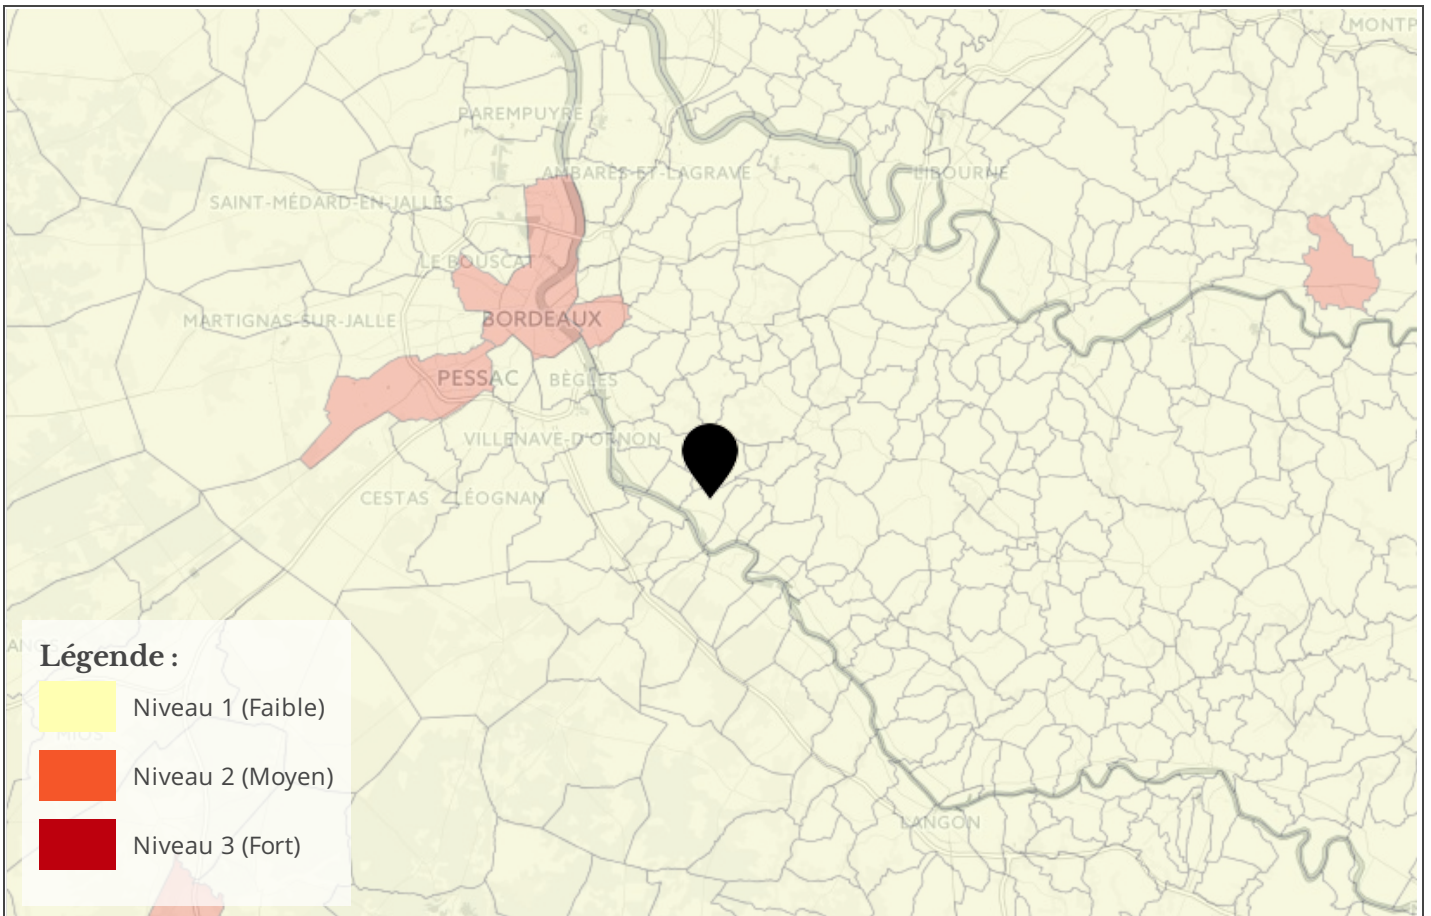 MONTP
PAREMPUYRE
AMBARÈS-ET-LAGRAVE
LIBOURNE
SAINT-MÉDARD-EN-JALLES
LE BOUSCAT
MARTIGNAS-SUR-JALLE
BORDEAUX
PESSAC
BÈGLES
VILLENAVE-D'ORNON
CESTAS
LÉOGNAN
Légende :
Niveau 1 (Faible)
MIOS
Niveau 2 (Moyen)
Niveau 3 (Fort)
LANGON